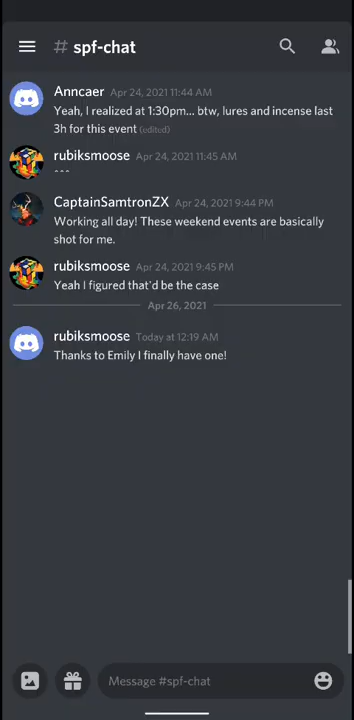 # spf-chat
Anncaer Apr 24, 2021 11:44 AM
Yeah, I realized at 1:30pm... btw, lures and incense last
3h for this event (edited)
rubiksmoose Apr 24, 2021 11:45 AM
---
CaptainSamtronZX Apr 24, 2021 9:44 PM
Working all day! These weekend events are basically
shot for me.
rubiksmoose Apr 24, 2021 9:45 PM
Yeah I figured that'd be the case
Apr 26, 2021
rubiksmoose Today at 12:19 AM
Thanks to Emily I finally have one!
Message #spf-chat